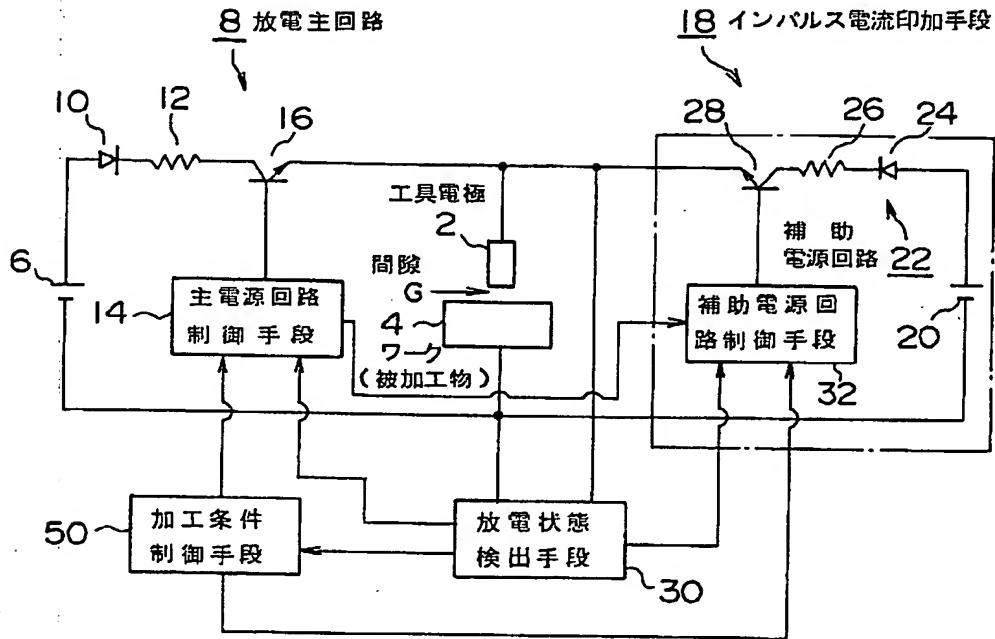 8 放電主回路
18 インパルス電流印加手段
10
12
16
28
26
24
工具電極
2
補助
電源回路 22
6
間隙
G
14
主電源回路
制御手段
4
ワーク
(被加工物)
補助電源回
路制御手段
20
32
50
加工条件
制御手段
放電状態
検出手段
30